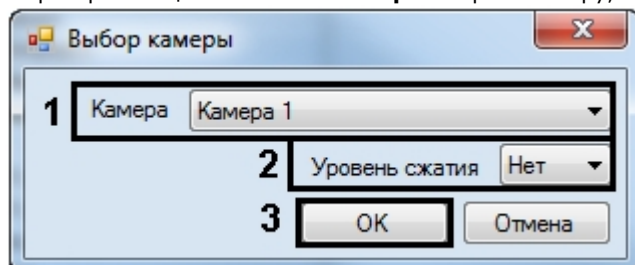 Выбор камеры
1 Камера Камера 1
2 Уровень сжатия Нет
3 OK Отмена